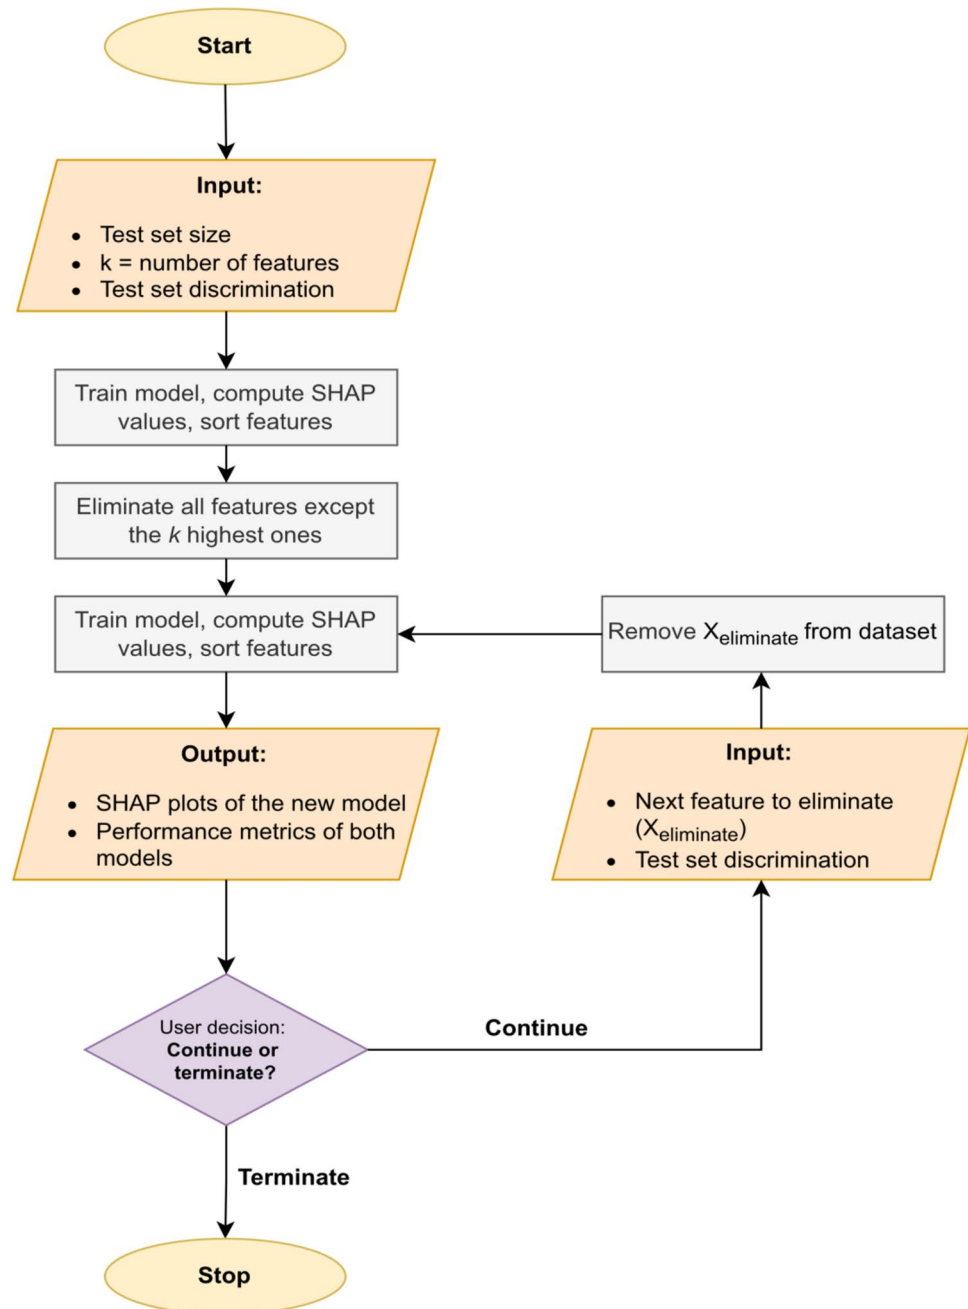 Start
Input:
• Test set size
• k = number of features
• Test set discrimination
Train model, compute SHAP
values, sort features
Eliminate all features except
the k highest ones
Train model, compute SHAP
values, sort features
Remove Xeliminate from dataset
Output:
• SHAP plots of the new model
• Performance metrics of both
models
Input:
• Next feature to eliminate
(Xeliminate)
• Test set discrimination
User decision:
Continue or
terminate?
Continue
Terminate
Stop